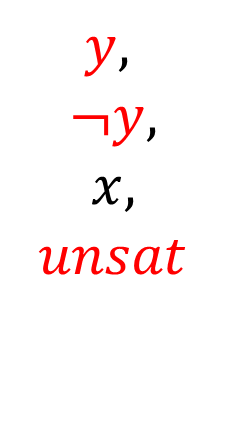 y,
¬y,
x,
unsat